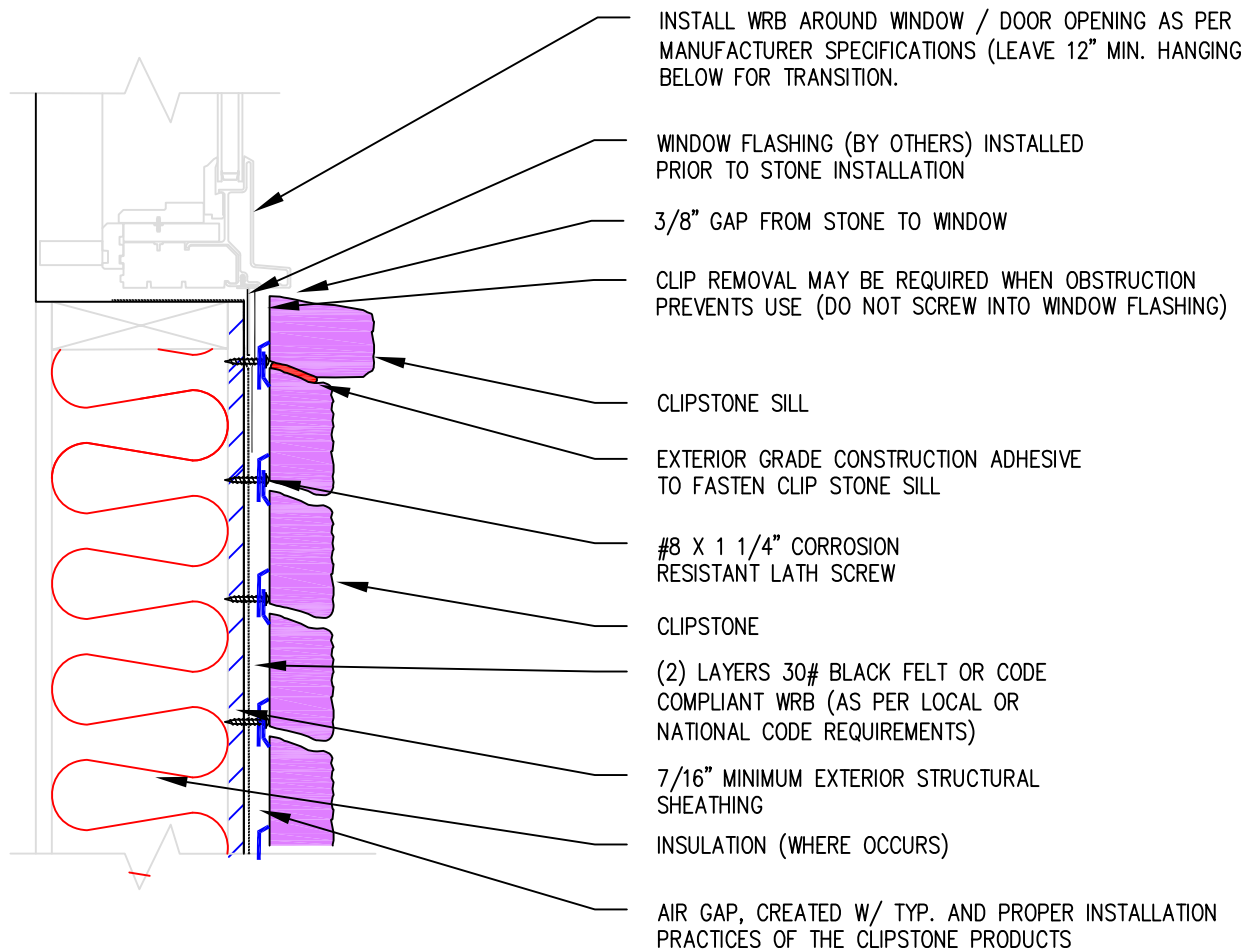 INSTALL WRB AROUND WINDOW / DOOR OPENING AS PER
MANUFACTURER SPECIFICATIONS (LEAVE 12" MIN. HANGING
BELOW FOR TRANSITION.
WINDOW FLASHING (BY OTHERS) INSTALLED
PRIOR TO STONE INSTALLATION
3/8" GAP FROM STONE TO WINDOW
CLIP REMOVAL MAY BE REQUIRED WHEN OBSTRUCTION
PREVENTS USE (DO NOT SCREW INTO WINDOW FLASHING)
CLIPSTONE SILL
EXTERIOR GRADE CONSTRUCTION ADHESIVE
TO FASTEN CLIP STONE SILL
#8 X 1 1/4" CORROSION
RESISTANT LATH SCREW
CLIPSTONE
(2) LAYERS 30# BLACK FELT OR CODE
COMPLIANT WRB (AS PER LOCAL OR
NATIONAL CODE REQUIREMENTS)
7/16" MINIMUM EXTERIOR STRUCTURAL
SHEATHING
INSULATION (WHERE OCCURS)
AIR GAP, CREATED W/ TYP. AND PROPER INSTALLATION
PRACTICES OF THE CLIPSTONE PRODUCTS